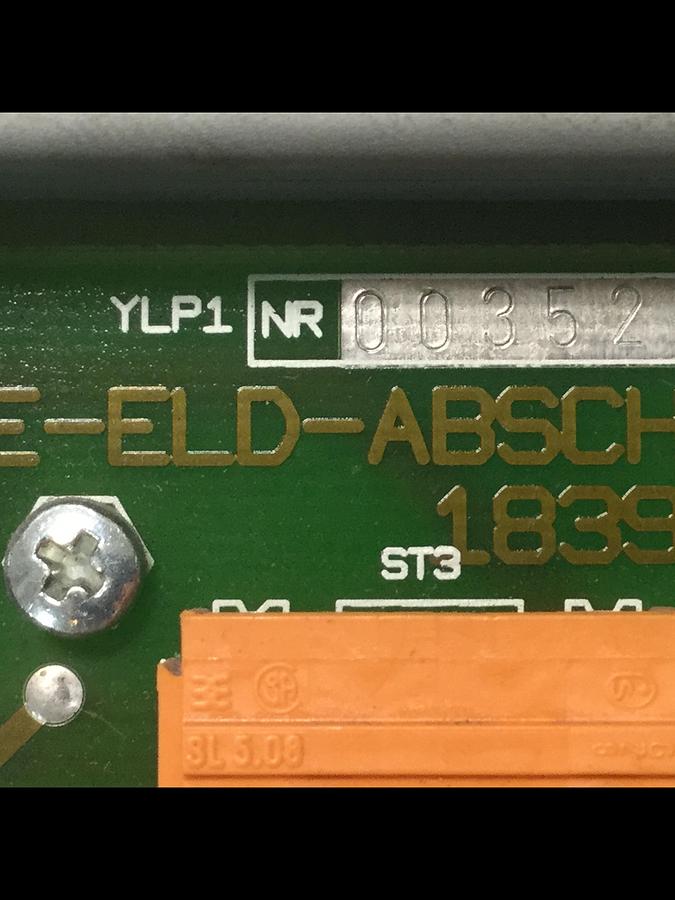 YLP1 NR 00352
E-ELD-ABSCH
1839
ST3
SL 5.08